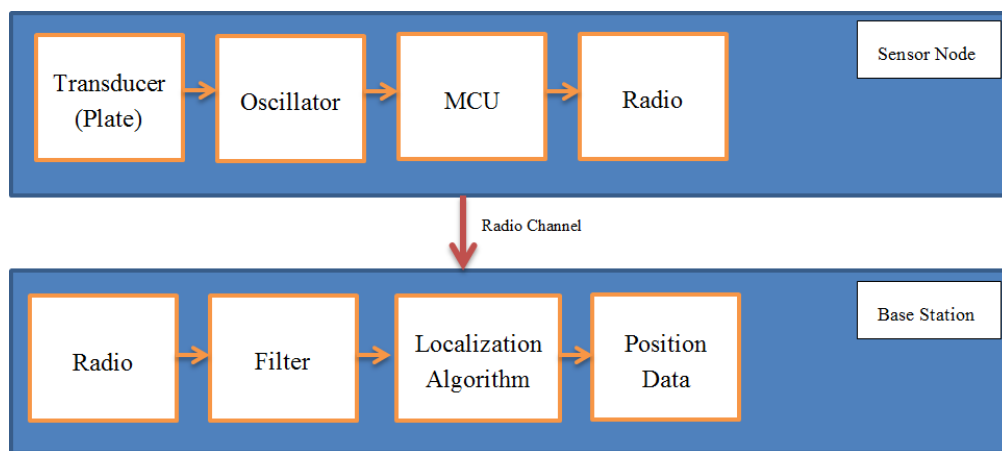 Transducer
(Plate)
Oscillator
MCU
Radio
Sensor Node
Radio Channel
Radio
Filter
Localization
Algorithm
Position
Data
Base Station